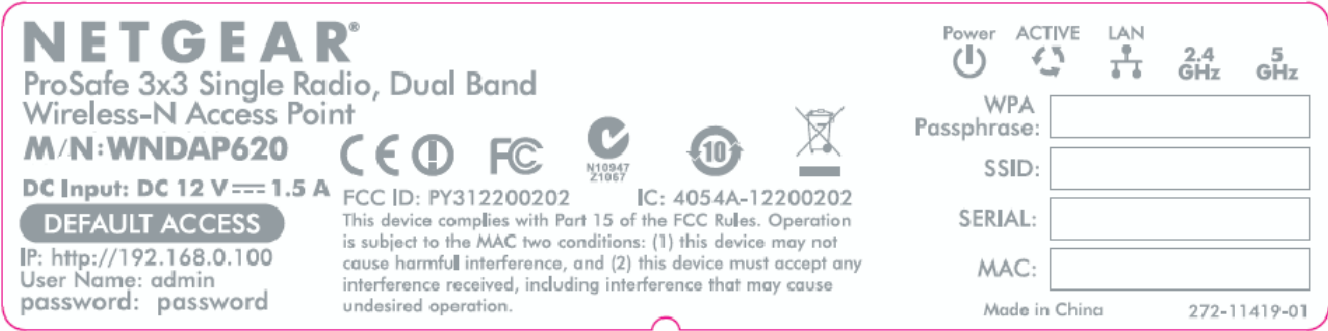 NETGEAR®
ProSafe 3x3 Single Radio, Dual Band
Wireless-N Access Point
M/N:WNDAP620
DC Input: DC 12 V⎓1.5 A
DEFAULT ACCESS
IP: http://192.168.0.100
User Name: admin
password: password
CE FC
N10947
Z1067
10
FCC ID: PY312200202 IC: 4054A-12200202
This device complies with Part 15 of the FCC Rules. Operation
is subject to the MAC two conditions: (1) this device may not
cause harmful interference, and (2) this device must accept any
interference received, including interference that may cause
undesired operation.
Power ACTIVE LAN
2.4 GHz 5 GHz
WPA
Passphrase:
SSID:
SERIAL:
MAC:
Made in China 272-11419-01